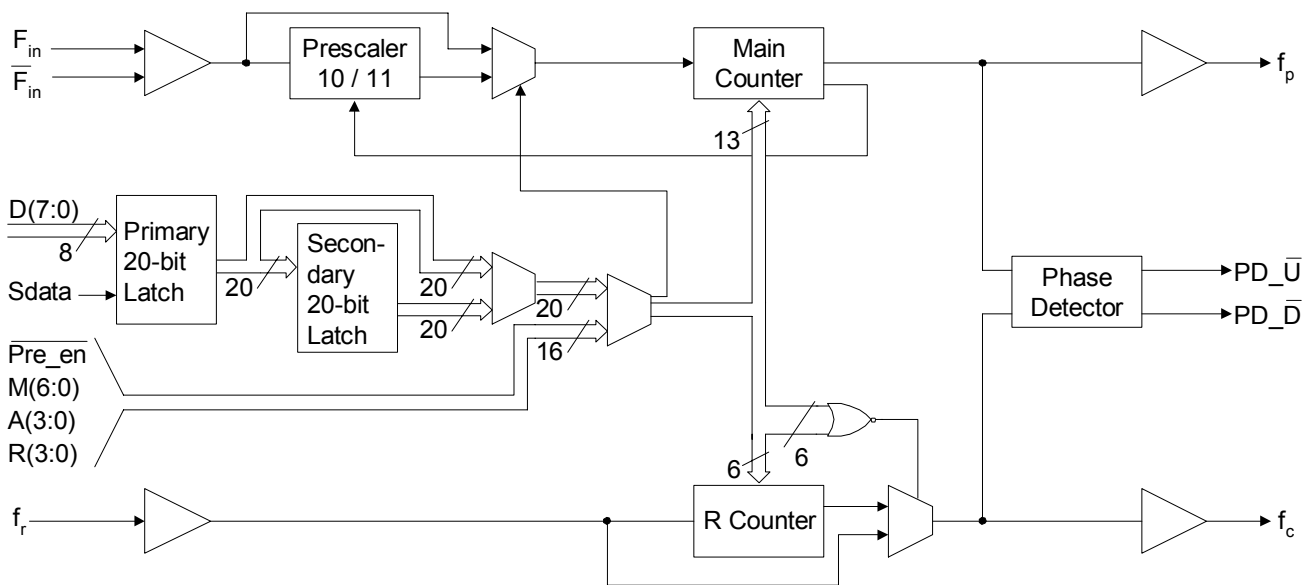 F_in
F̅_in
Prescaler
10 / 11
Main
Counter
f_p
13
D(7:0)
8
Sdata
Primary
20-bit
Latch
20
Secon-
dary
20-bit
Latch
20
20
20
16
P̅r̅e̅_̅e̅n̅
M(6:0)
A(3:0)
R(3:0)
Phase
Detector
PD_U̅
PD_D̅
6
6
f_r
R Counter
f_c